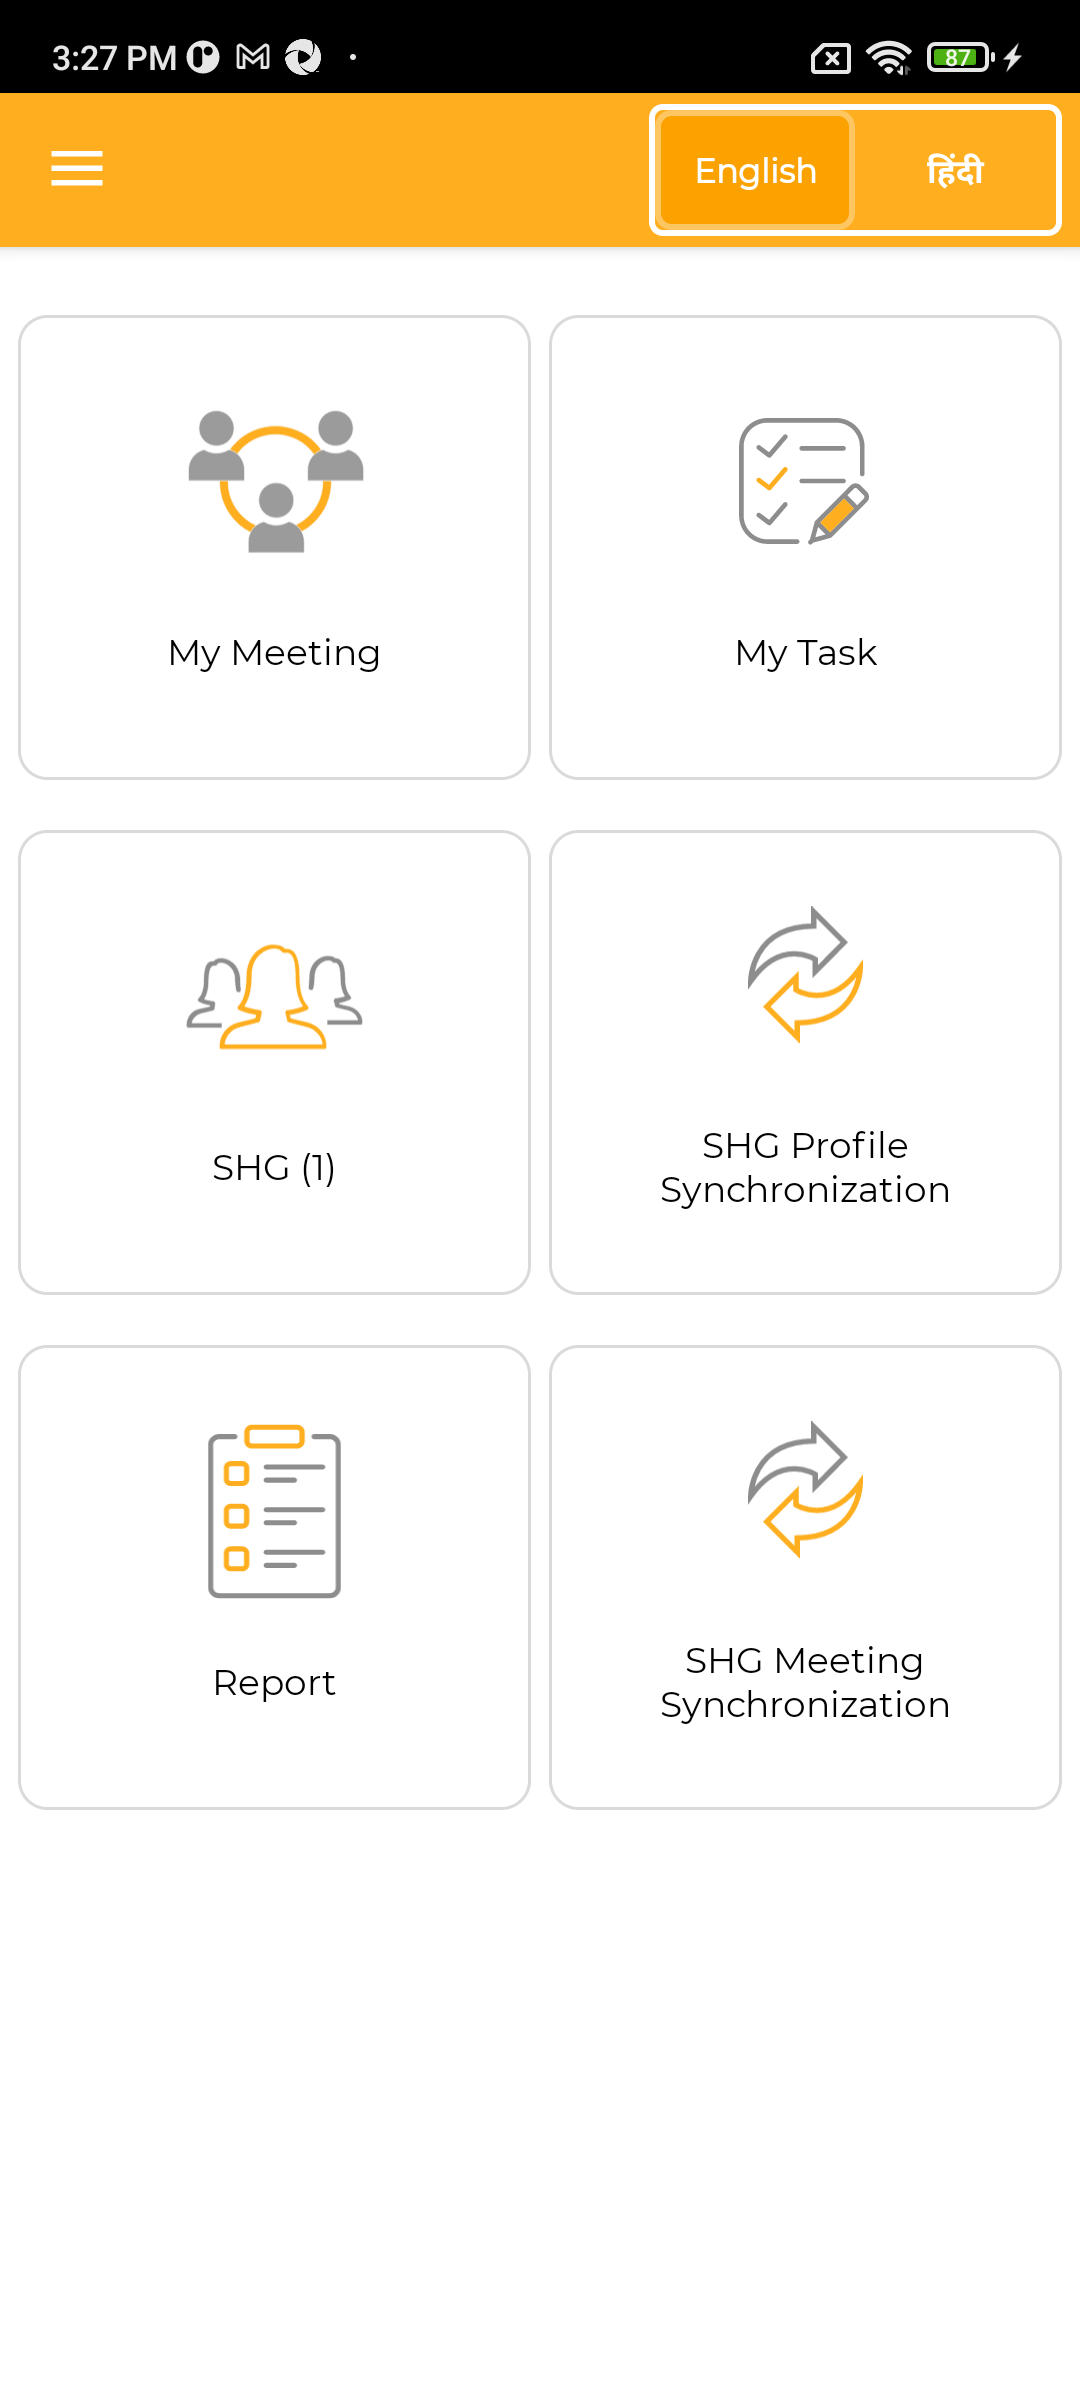 3:27 PM
87
English
हिंदी
My Meeting
My Task
SHG (1)
SHG Profile
Synchronization
Report
SHG Meeting
Synchronization